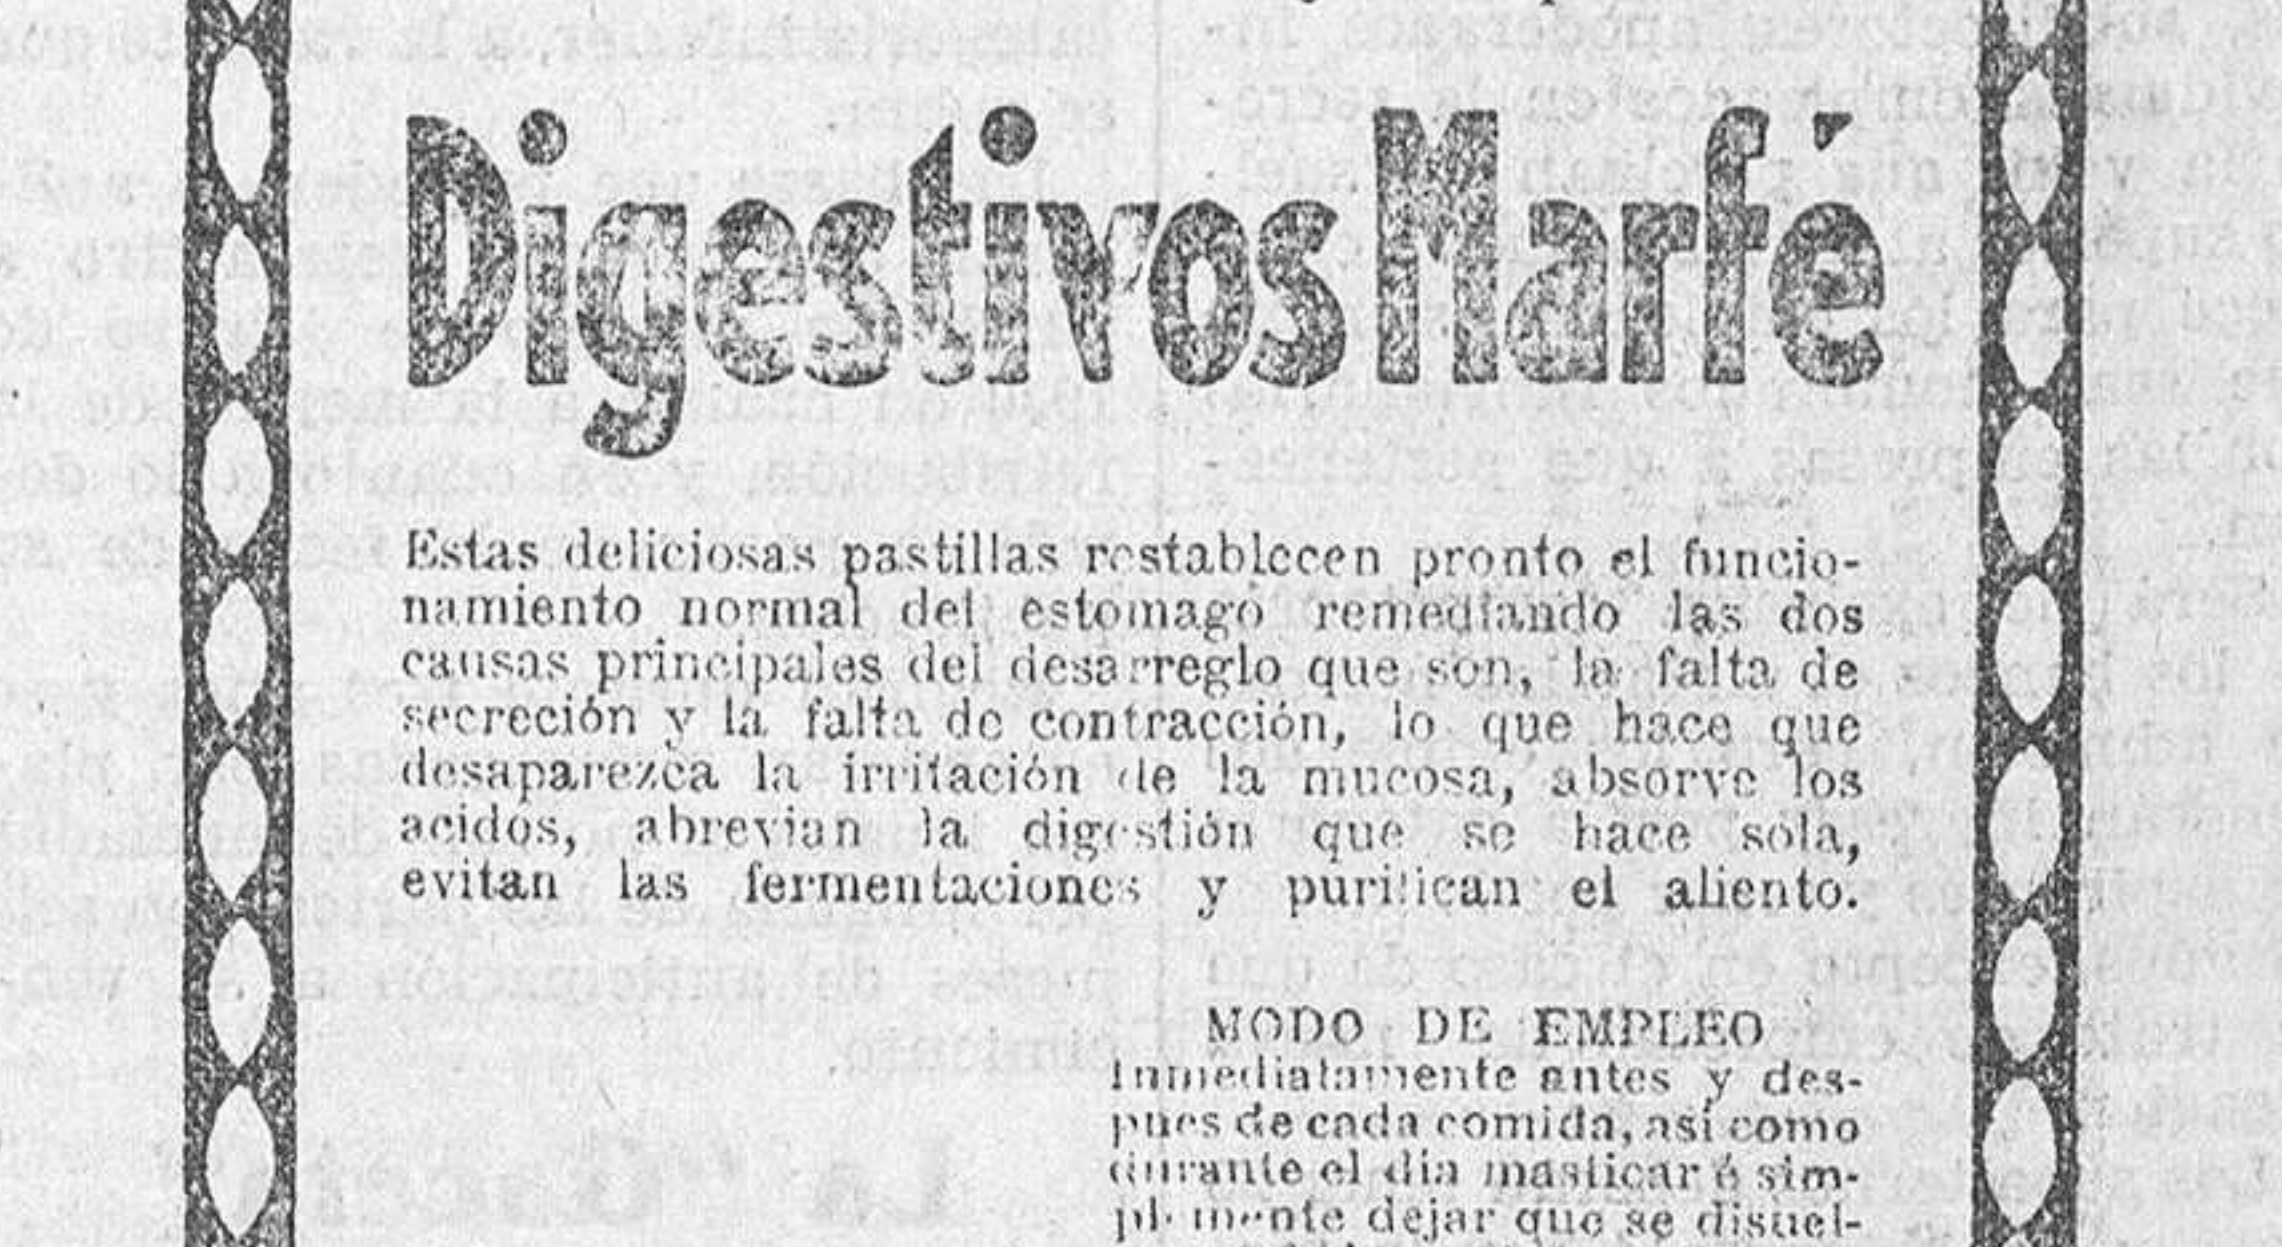 Digestivos Marfé
Estas deliciosas pastillas restablecen pronto el funcio-
namiento normal del estomago remediando las dos
causas principales del desarreglo que son, la falta de
secreción y la falta de contracción, lo que hace que
desaparezca la irritación de la mucosa, absorve los
acidos, abrevian la digestión que se hace sola,
evitan las fermentaciones y purifican el aliento.
MODO DE EMPLEO
Inmediatamente antes y des-
pues de cada comida, así como
durante el dia masticar é sim-
plemente dejar que se disuel-